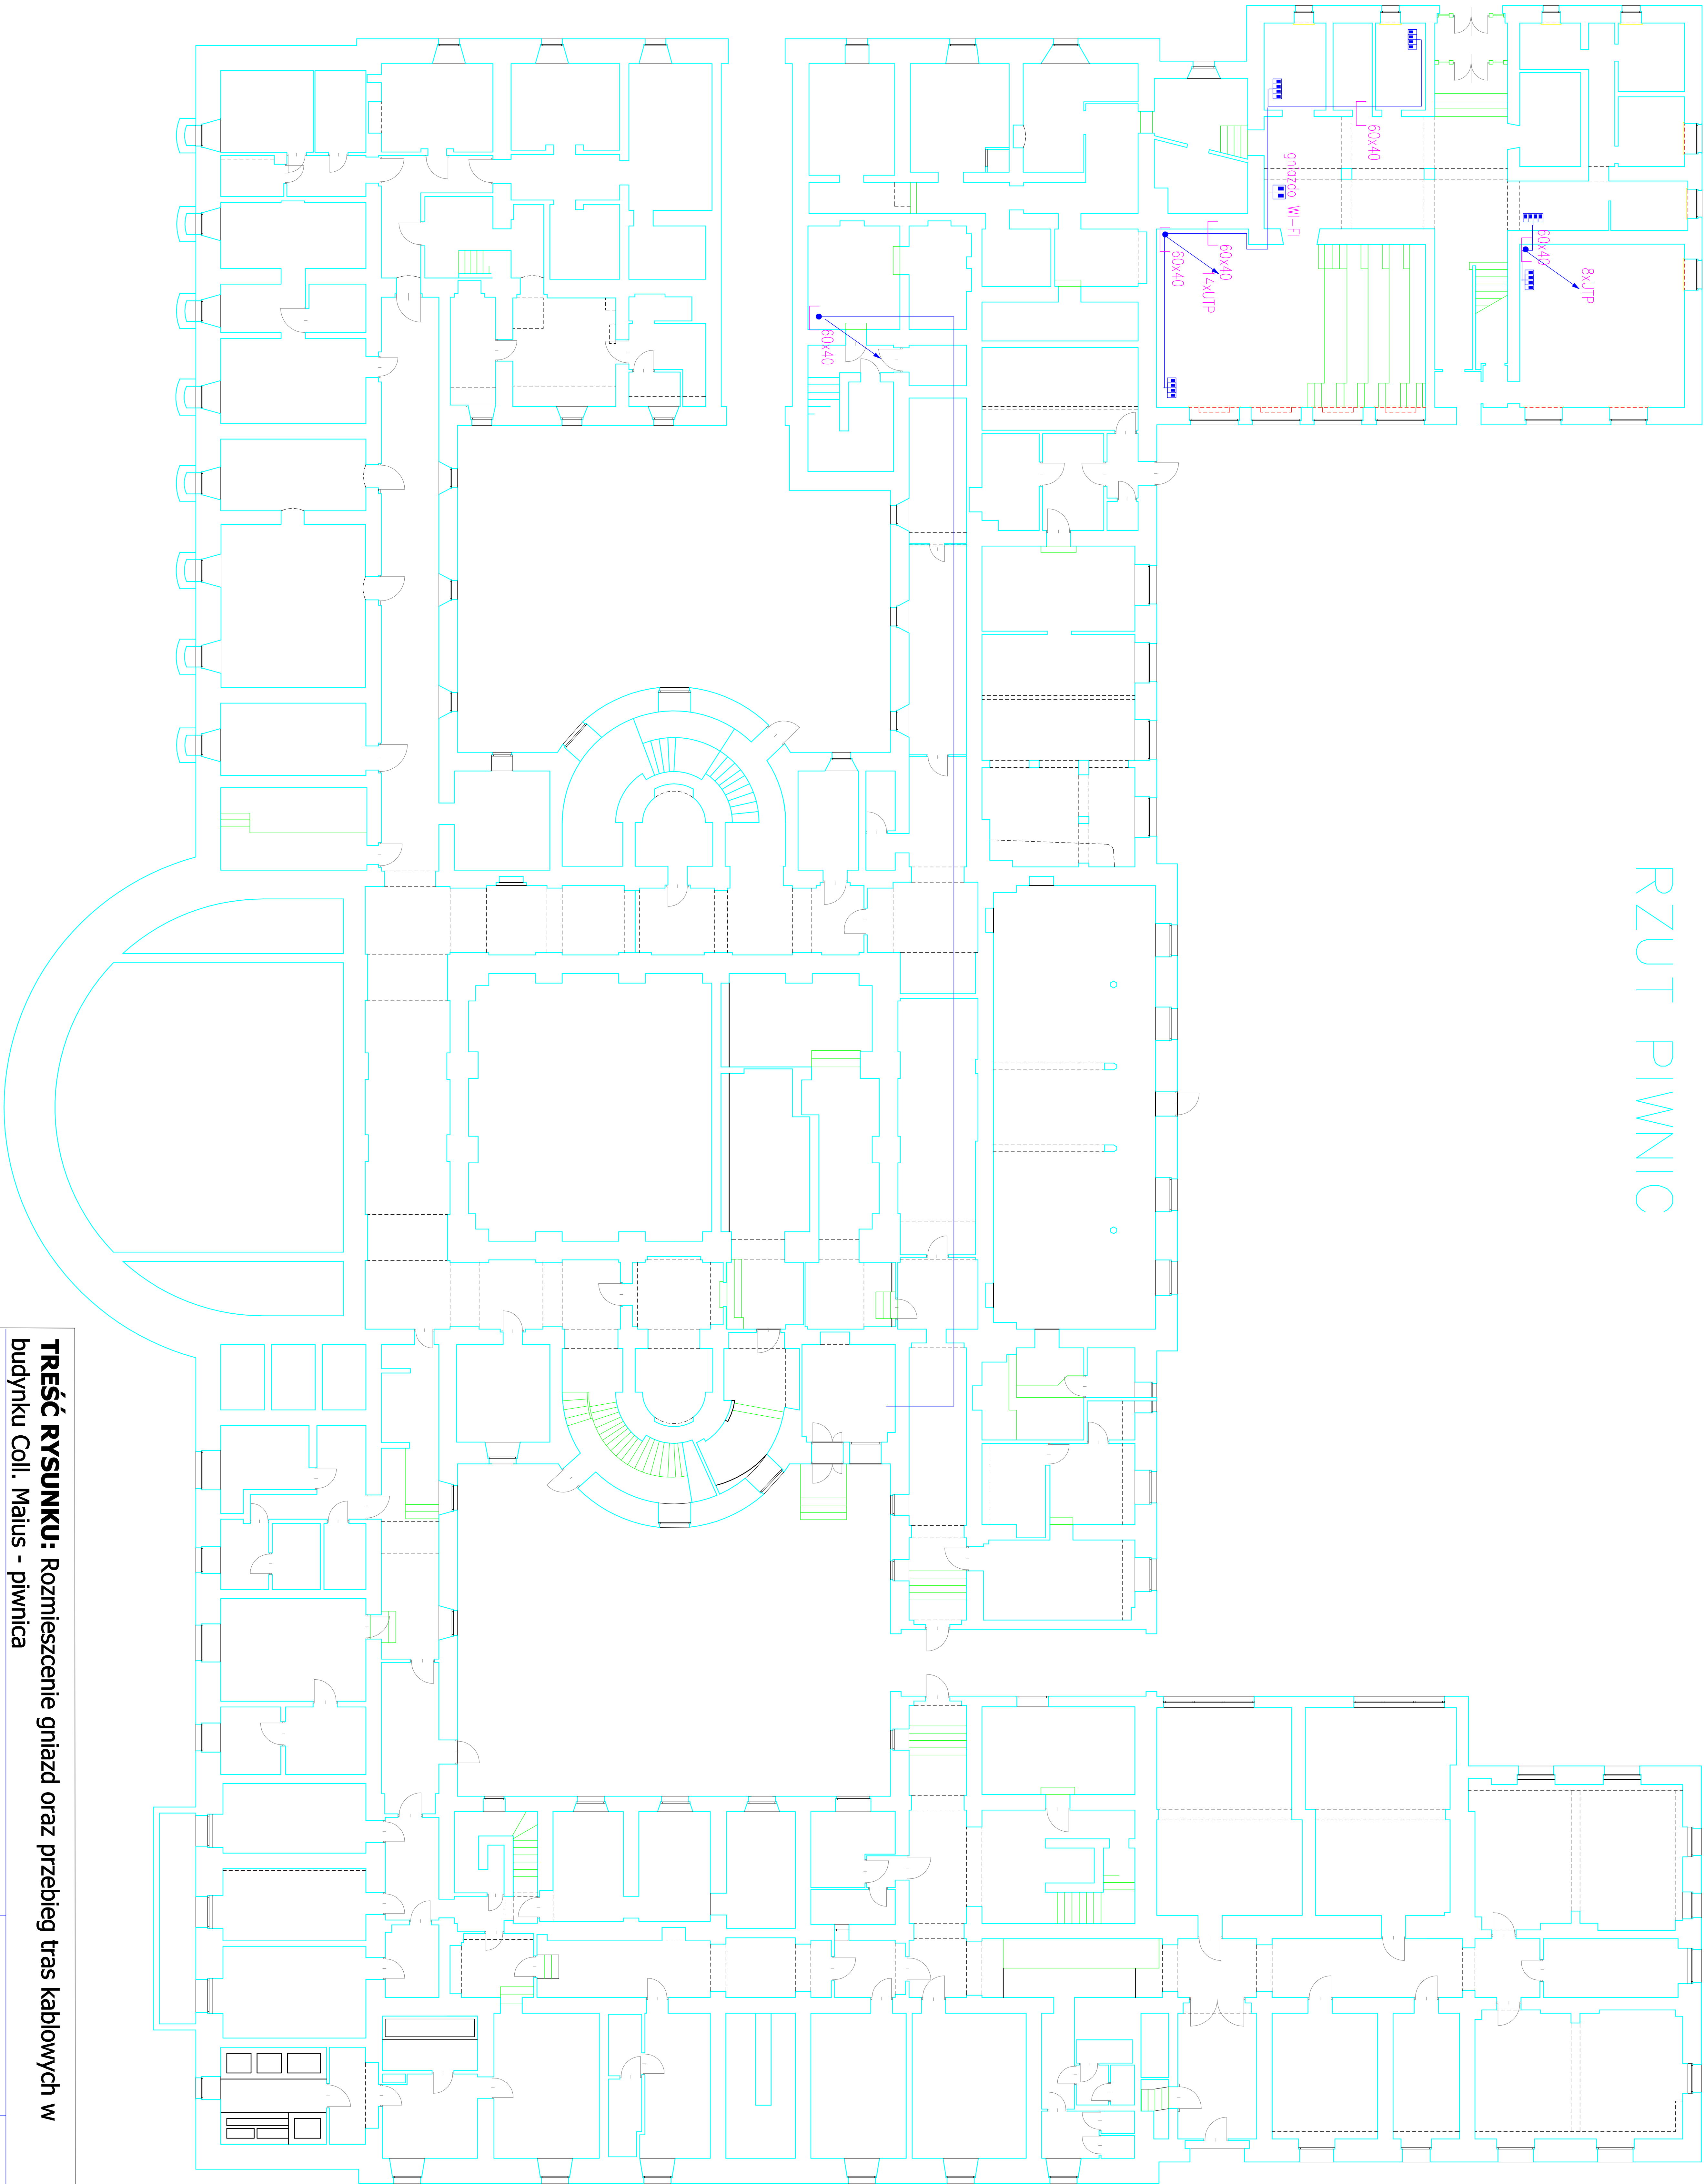 RZUT PIWNIC
8xUTP
60x40
60x40
gniazdo WI-FI
60x40
14xUTP
60x40
60x40
TREŚĆ RYSUNKU: Rozmieszczenie gniazd oraz przebieg tras kablowych w
budynku Coll. Maius - piwnica